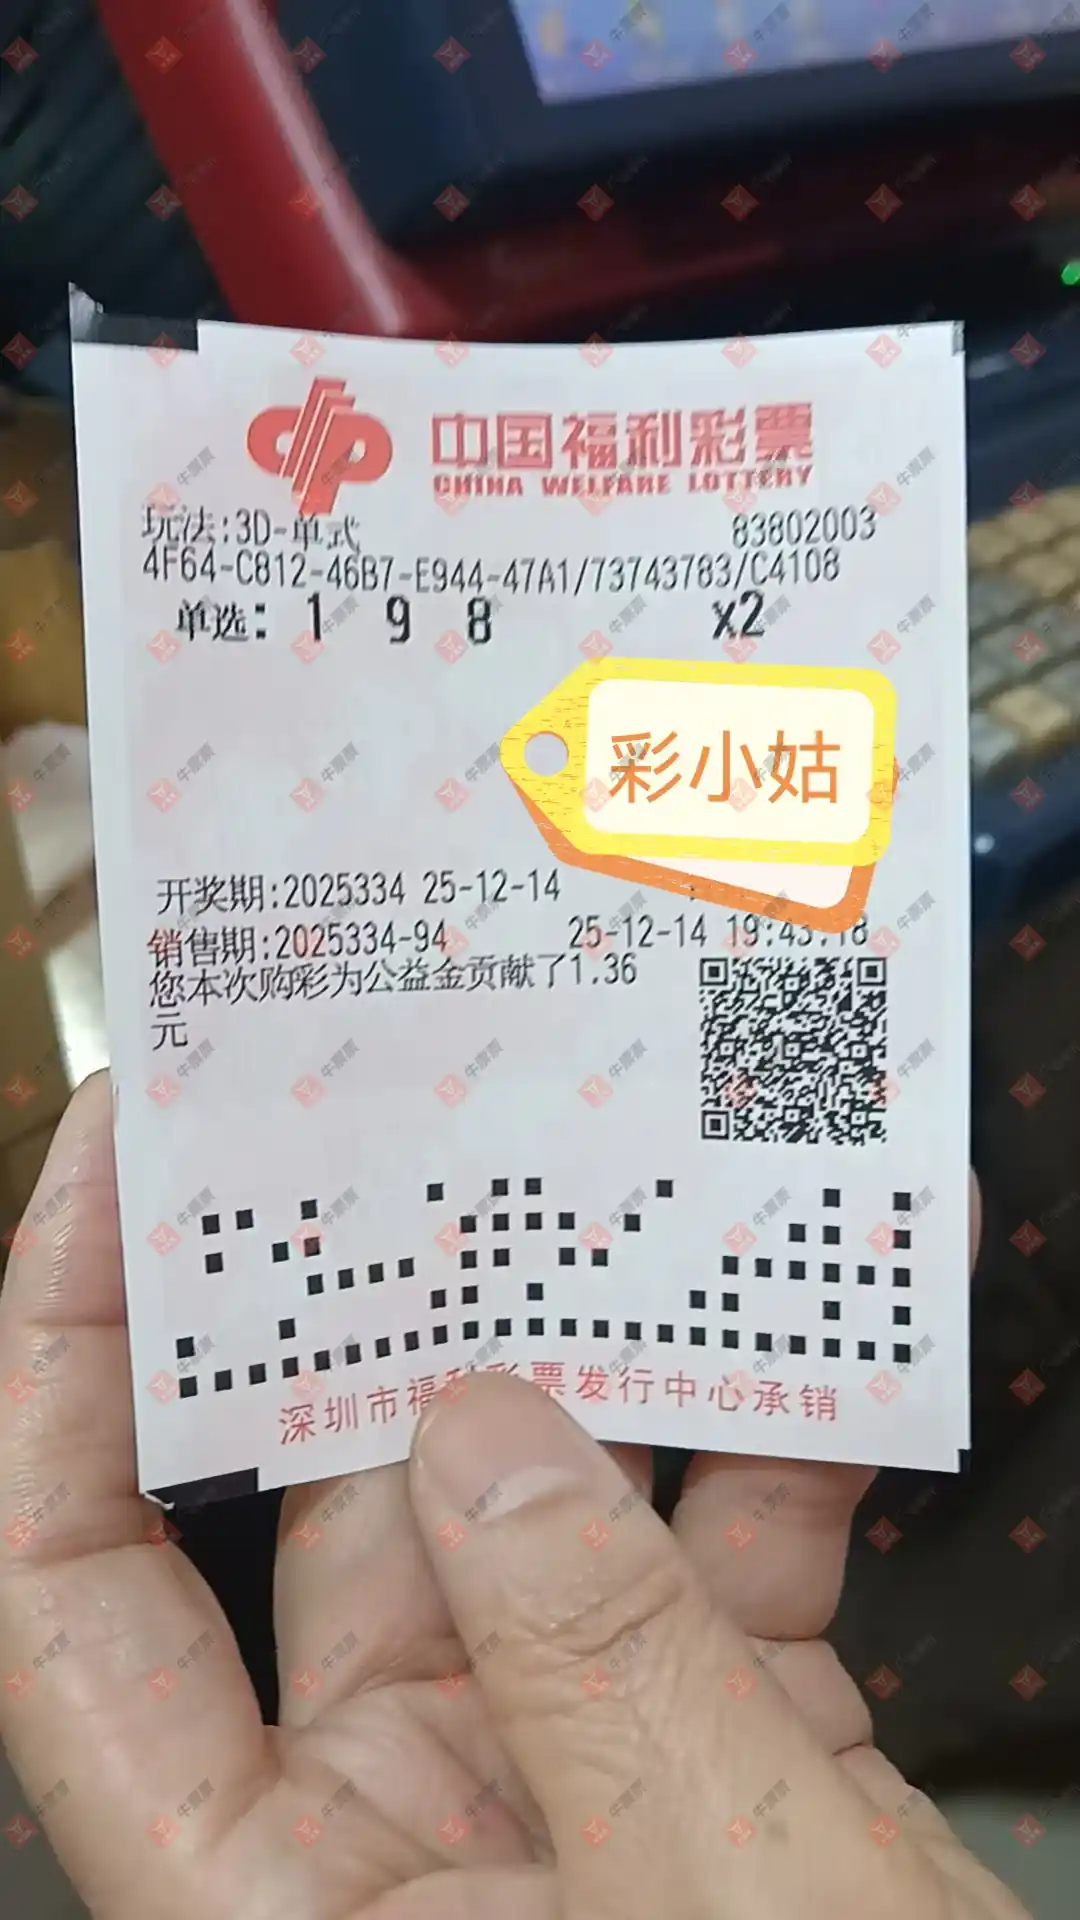 中国福利彩票
CHINA WELFARE LOTTERY
玩法:3D-单式 83802003
4F64-C812-46B7-E944-47A1/73743783/C4108
单选: 1 9 8 x2
彩小姑
开奖期:2025334 25-12-14
销售期:2025334-94 25-12-14 19:43:18
您本次购彩为公益金贡献了1.36
元
深圳市福利彩票发行中心承销
牛票票